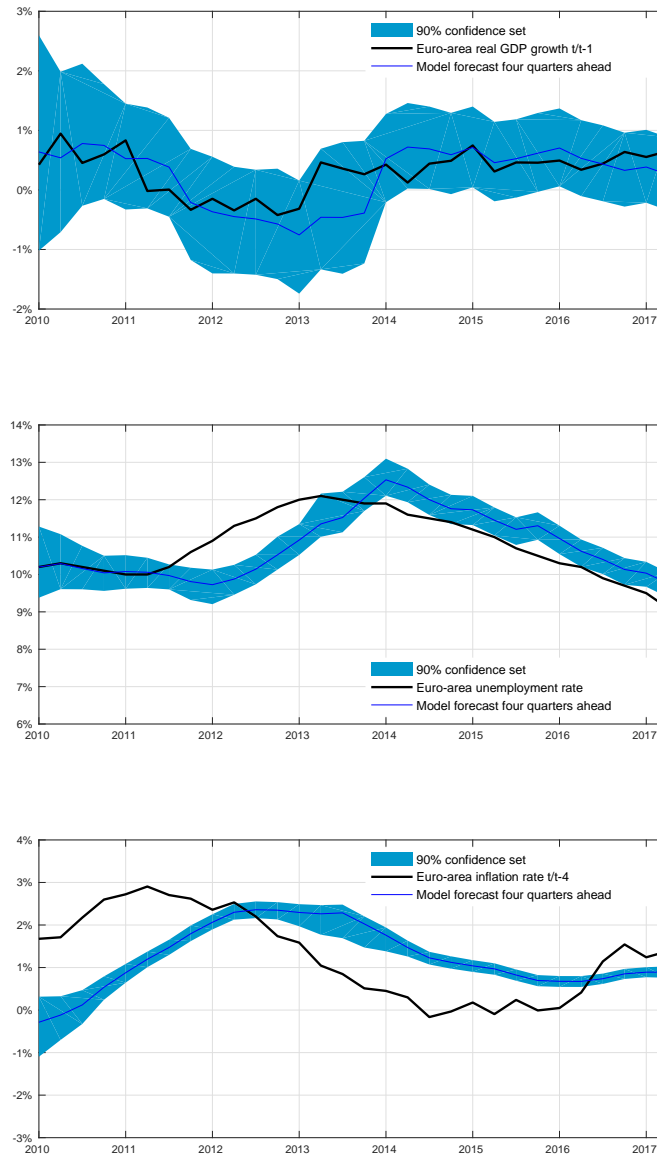 3%
90% confidence set
Euro-area real GDP growth t/t-1
2%
Model forecast four quarters ahead
1%
0%
-1%
-2%
2010 2011 2012 2013 2014 2015 2016 2017
14%
13%
12%
11%
10%
9%
8%
90% confidence set
7%
Euro-area unemployment rate
Model forecast four quarters ahead
6%
2010 2011 2012 2013 2014 2015 2016 2017
4%
90% confidence set
Euro-area inflation rate t/t-4
3%
Model forecast four quarters ahead
2%
1%
0%
-1%
-2%
-3%
2010 2011 2012 2013 2014 2015 2016 2017